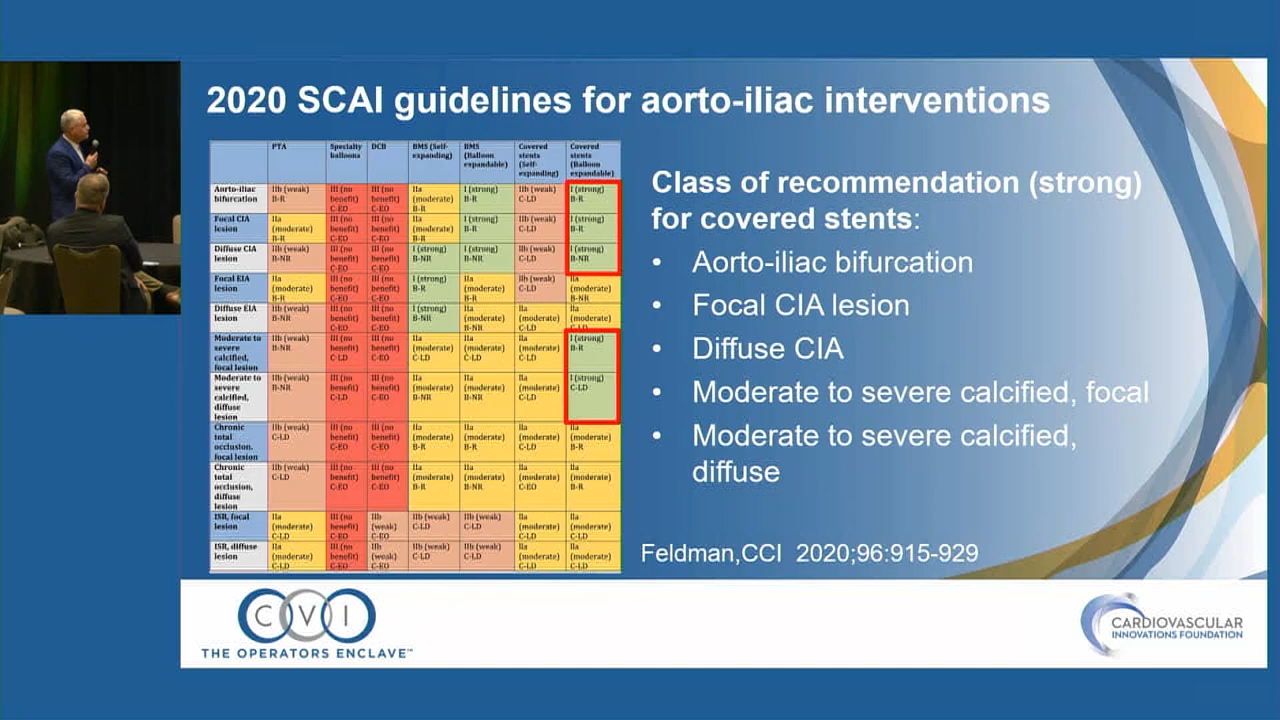 2020 SCAI guidelines for aorto-iliac interventions
PTA Specialty balloons DCB BMS (Self-expanding) BMS (Balloon expandable) Covered stents (Self-expanding) Covered stents (Balloon expandable)
Aorto-iliac bifurcation IIb (weak) B-R III (no benefit) C-EO III (no benefit) C-EO IIa (moderate) B-R I (strong) B-R IIb (weak) C-LD I (strong) B-R
Focal CIA lesion IIa (moderate) B-R III (no benefit) C-EO III (no benefit) C-EO IIa (moderate) B-R I (strong) B-R IIb (weak) C-LD I (strong) B-R
Diffuse CIA lesion IIb (weak) B-NR III (no benefit) C-EO III (no benefit) C-EO I (strong) B-NR I (strong) B-NR IIb (weak) C-LD I (strong) B-NR
Focal EIA lesion IIa (moderate) B-R III (no benefit) C-EO III (no benefit) C-EO I (strong) B-R IIa (moderate) B-R IIb (weak) C-LD IIa (moderate) B-NR
Diffuse EIA lesion IIb (weak) B-NR III (no benefit) C-EO III (no benefit) C-EO I (strong) B-NR IIa (moderate) B-NR IIa (moderate) C-LD IIa (moderate) C-LD
Moderate to severe calcified, focal lesion IIb (weak) B-NR III (no benefit) C-LD III (no benefit) C-EO IIa (moderate) C-LD IIa (moderate) C-LD IIa (moderate) C-LD I (strong) B-R
Moderate to severe calcified, diffuse lesion IIb (weak) B-NR III (no benefit) C-LD III (no benefit) C-EO IIa (moderate) B-NR IIa (moderate) B-NR IIa (moderate) C-LD I (strong) C-LD
Chronic total occlusion, focal lesion IIb (weak) C-LD III (no benefit) C-EO III (no benefit) C-EO IIa (moderate) B-R IIa (moderate) B-R IIa (moderate) C-LD IIa (moderate) B-R
Chronic total occlusion, diffuse lesion IIb (weak) C-LD III (no benefit) C-EO III (no benefit) C-EO IIa (moderate) B-R IIa (moderate) B-NR IIa (moderate) C-EO IIa (moderate) B-R
ISR, focal lesion IIa (moderate) C-LD III (no benefit) C-EO IIb (weak) C-EO IIb (weak) C-LD IIb (weak) C-LD IIa (moderate) C-LD IIa (moderate) C-LD
ISR, diffuse lesion IIa (moderate) C-LD III (no benefit) C-EO IIb (weak) C-EO IIb (weak) C-LD IIb (weak) C-LD IIa (moderate) C-LD IIa (moderate) C-LD
Class of recommendation (strong)
for covered stents:
• Aorto-iliac bifurcation
• Focal CIA lesion
• Diffuse CIA
• Moderate to severe calcified, focal
• Moderate to severe calcified,
diffuse
Feldman,CCI 2020;96:915-929
CVI
THE OPERATORS ENCLAVE™
CARDIOVASCULAR
INNOVATIONS FOUNDATION